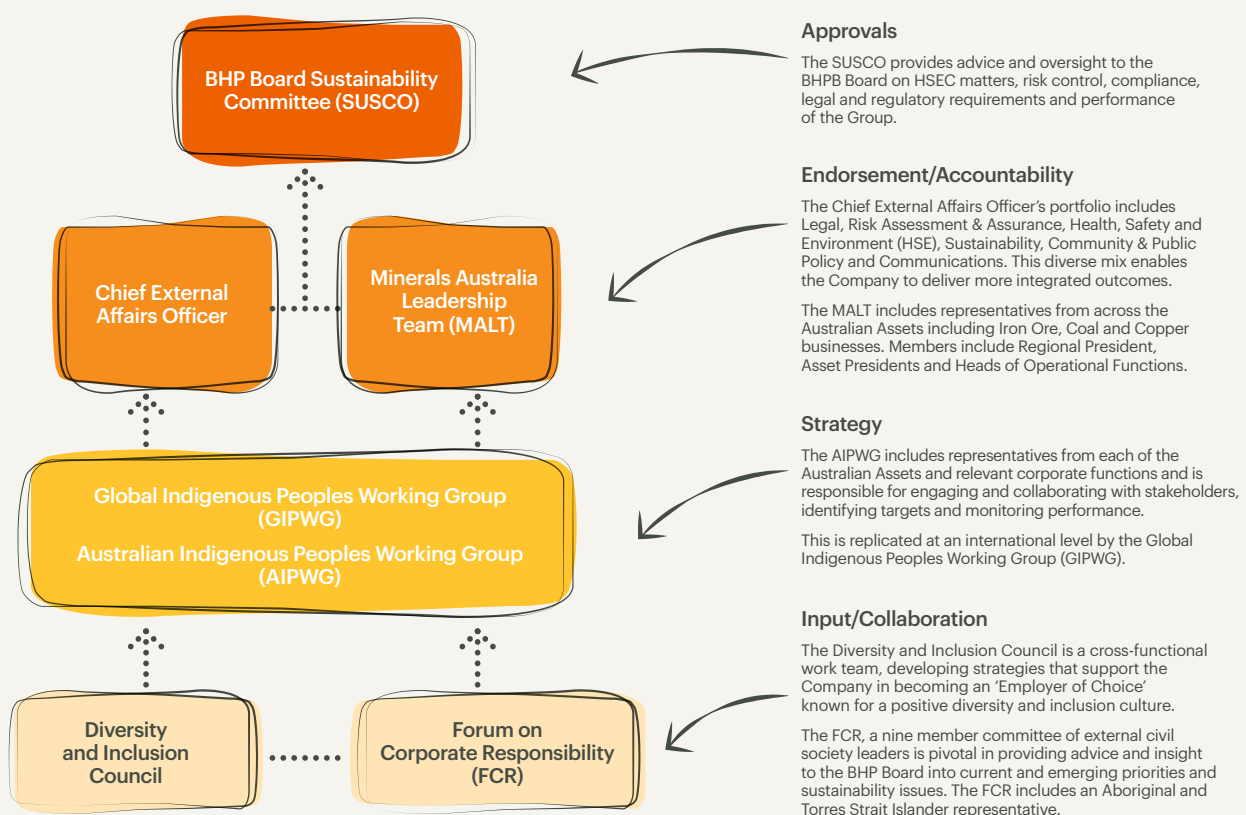 BHP Board Sustainability
Committee (SUSCO)
Approvals
The SUSCO provides advice and oversight to the
BHPB Board on HSEC matters, risk control, compliance,
legal and regulatory requirements and performance
of the Group.
Chief External
Affairs Officer
Minerals Australia
Leadership
Team (MALT)
Endorsement/Accountability
The Chief External Affairs Officer’s portfolio includes
Legal, Risk Assessment & Assurance, Health, Safety and
Environment (HSE), Sustainability, Community & Public
Policy and Communications. This diverse mix enables
the Company to deliver more integrated outcomes.
The MALT includes representatives from across the
Australian Assets including Iron Ore, Coal and Copper
businesses. Members include Regional President,
Asset Presidents and Heads of Operational Functions.
Global Indigenous Peoples Working Group
(GIPWG)
Australian Indigenous Peoples Working Group
(AIPWG)
Strategy
The AIPWG includes representatives from each of the
Australian Assets and relevant corporate functions and is
responsible for engaging and collaborating with stakeholders,
identifying targets and monitoring performance.
This is replicated at an international level by the Global
Indigenous Peoples Working Group (GIPWG).
Diversity
and Inclusion
Council
Forum on
Corporate Responsibility
(FCR)
Input/Collaboration
The Diversity and Inclusion Council is a cross-functional
work team, developing strategies that support the
Company in becoming an ‘Employer of Choice’
known for a positive diversity and inclusion culture.
The FCR, a nine member committee of external civil
society leaders is pivotal in providing advice and insight
to the BHP Board into current and emerging priorities and
sustainability issues. The FCR includes an Aboriginal and
Torres Strait Islander representative.